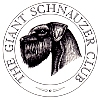 THE GIANT SCHNAUZER CLUB